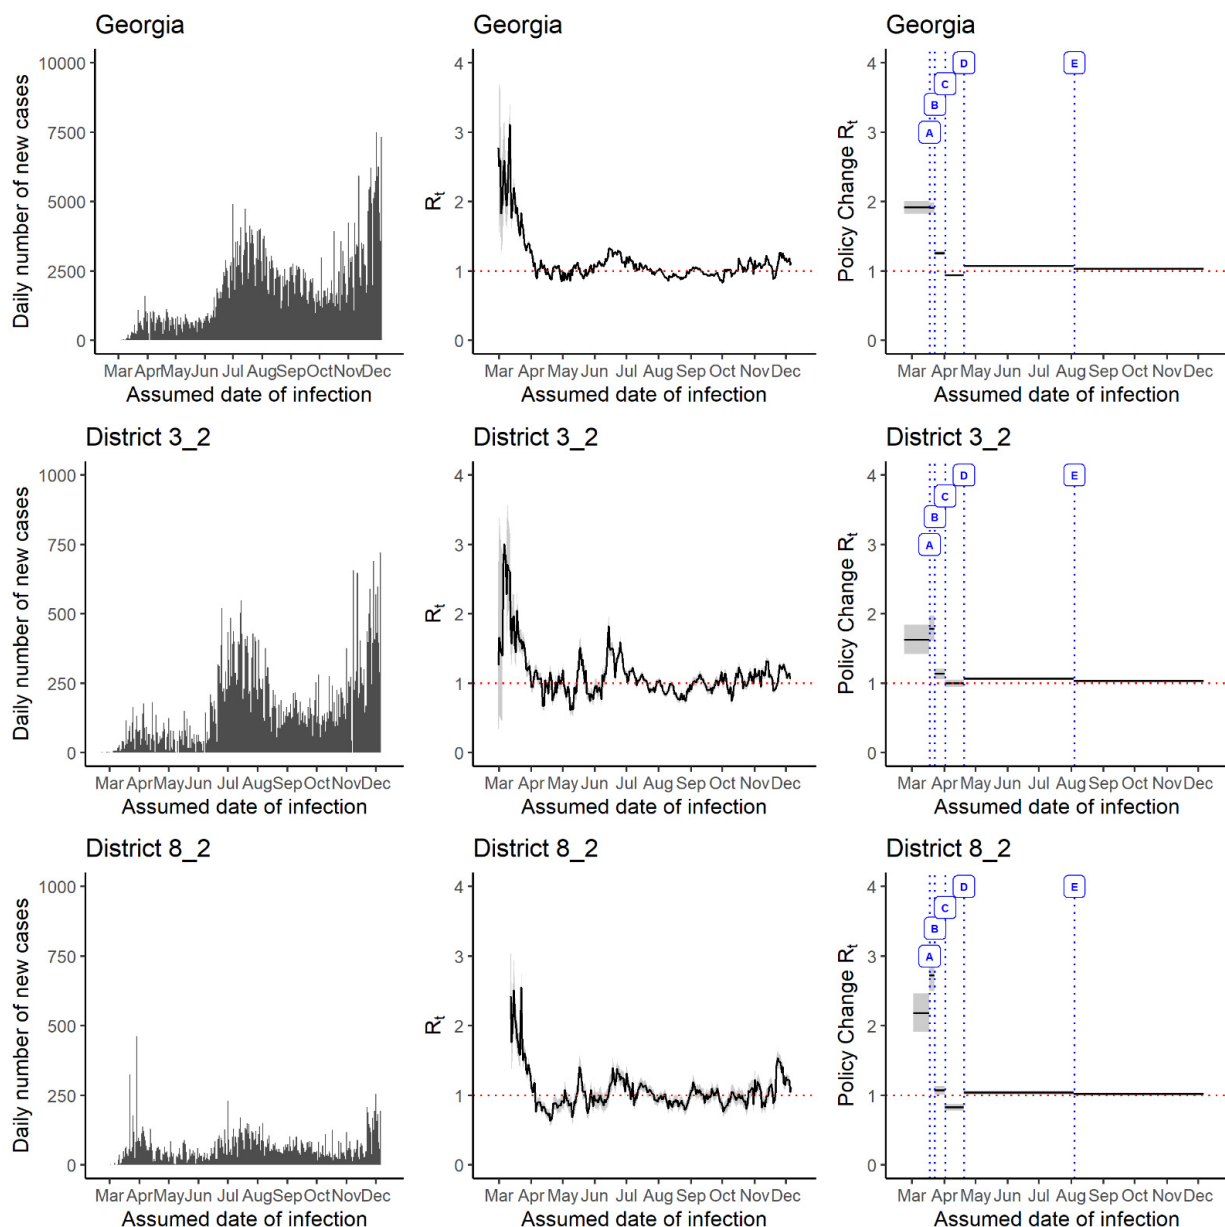 Georgia
Daily number of new cases
10000
7500
5000
2500
0
Mar Apr May Jun Jul Aug Sep Oct Nov Dec
Assumed date of infection
Georgia
Rt
4
3
2
1
0
Mar Apr May Jun Jul Aug Sep Oct Nov Dec
Assumed date of infection
Georgia
Policy Change Rt
4
3
2
1
0
A
B
C
D
E
Mar Apr May Jun Jul Aug Sep Oct Nov Dec
Assumed date of infection
District 3_2
Daily number of new cases
1000
750
500
250
0
Mar Apr May Jun Jul Aug Sep Oct Nov Dec
Assumed date of infection
District 3_2
Rt
4
3
2
1
0
Mar Apr May Jun Jul Aug Sep Oct Nov Dec
Assumed date of infection
District 3_2
Policy Change Rt
4
3
2
1
0
A
B
C
D
E
Mar Apr May Jun Jul Aug Sep Oct Nov Dec
Assumed date of infection
District 8_2
Daily number of new cases
1000
750
500
250
0
Mar Apr May Jun Jul Aug Sep Oct Nov Dec
Assumed date of infection
District 8_2
Rt
4
3
2
1
0
Mar Apr May Jun Jul Aug Sep Oct Nov Dec
Assumed date of infection
District 8_2
Policy Change Rt
4
3
2
1
0
A
B
C
D
E
Mar Apr May Jun Jul Aug Sep Oct Nov Dec
Assumed date of infection